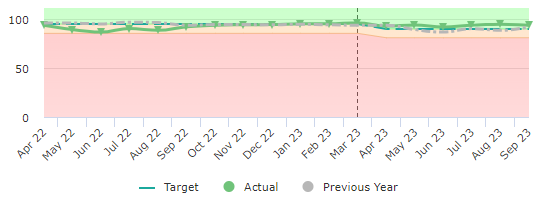 100
50
0
Apr 22
May 22
Jun 22
Jul 22
Aug 22
Sep 22
Oct 22
Nov 22
Dec 22
Jan 23
Feb 23
Mar 23
Apr 23
May 23
Jun 23
Jul 23
Aug 23
Sep 23
Target Actual Previous Year